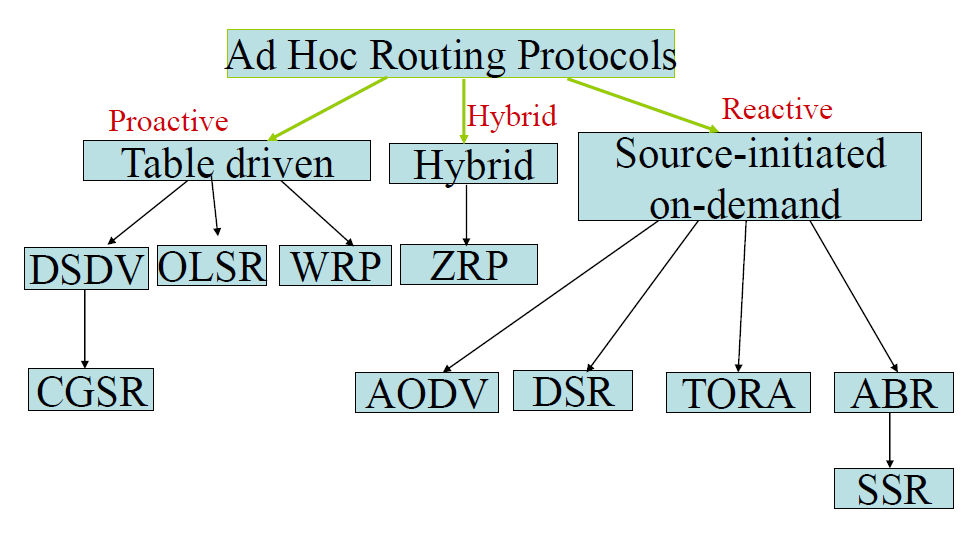 Ad Hoc Routing Protocols
Proactive
Hybrid
Reactive
Table driven
Hybrid
Source-initiated
on-demand
DSDV
OLSR
WRP
ZRP
CGSR
AODV
DSR
TORA
ABR
SSR